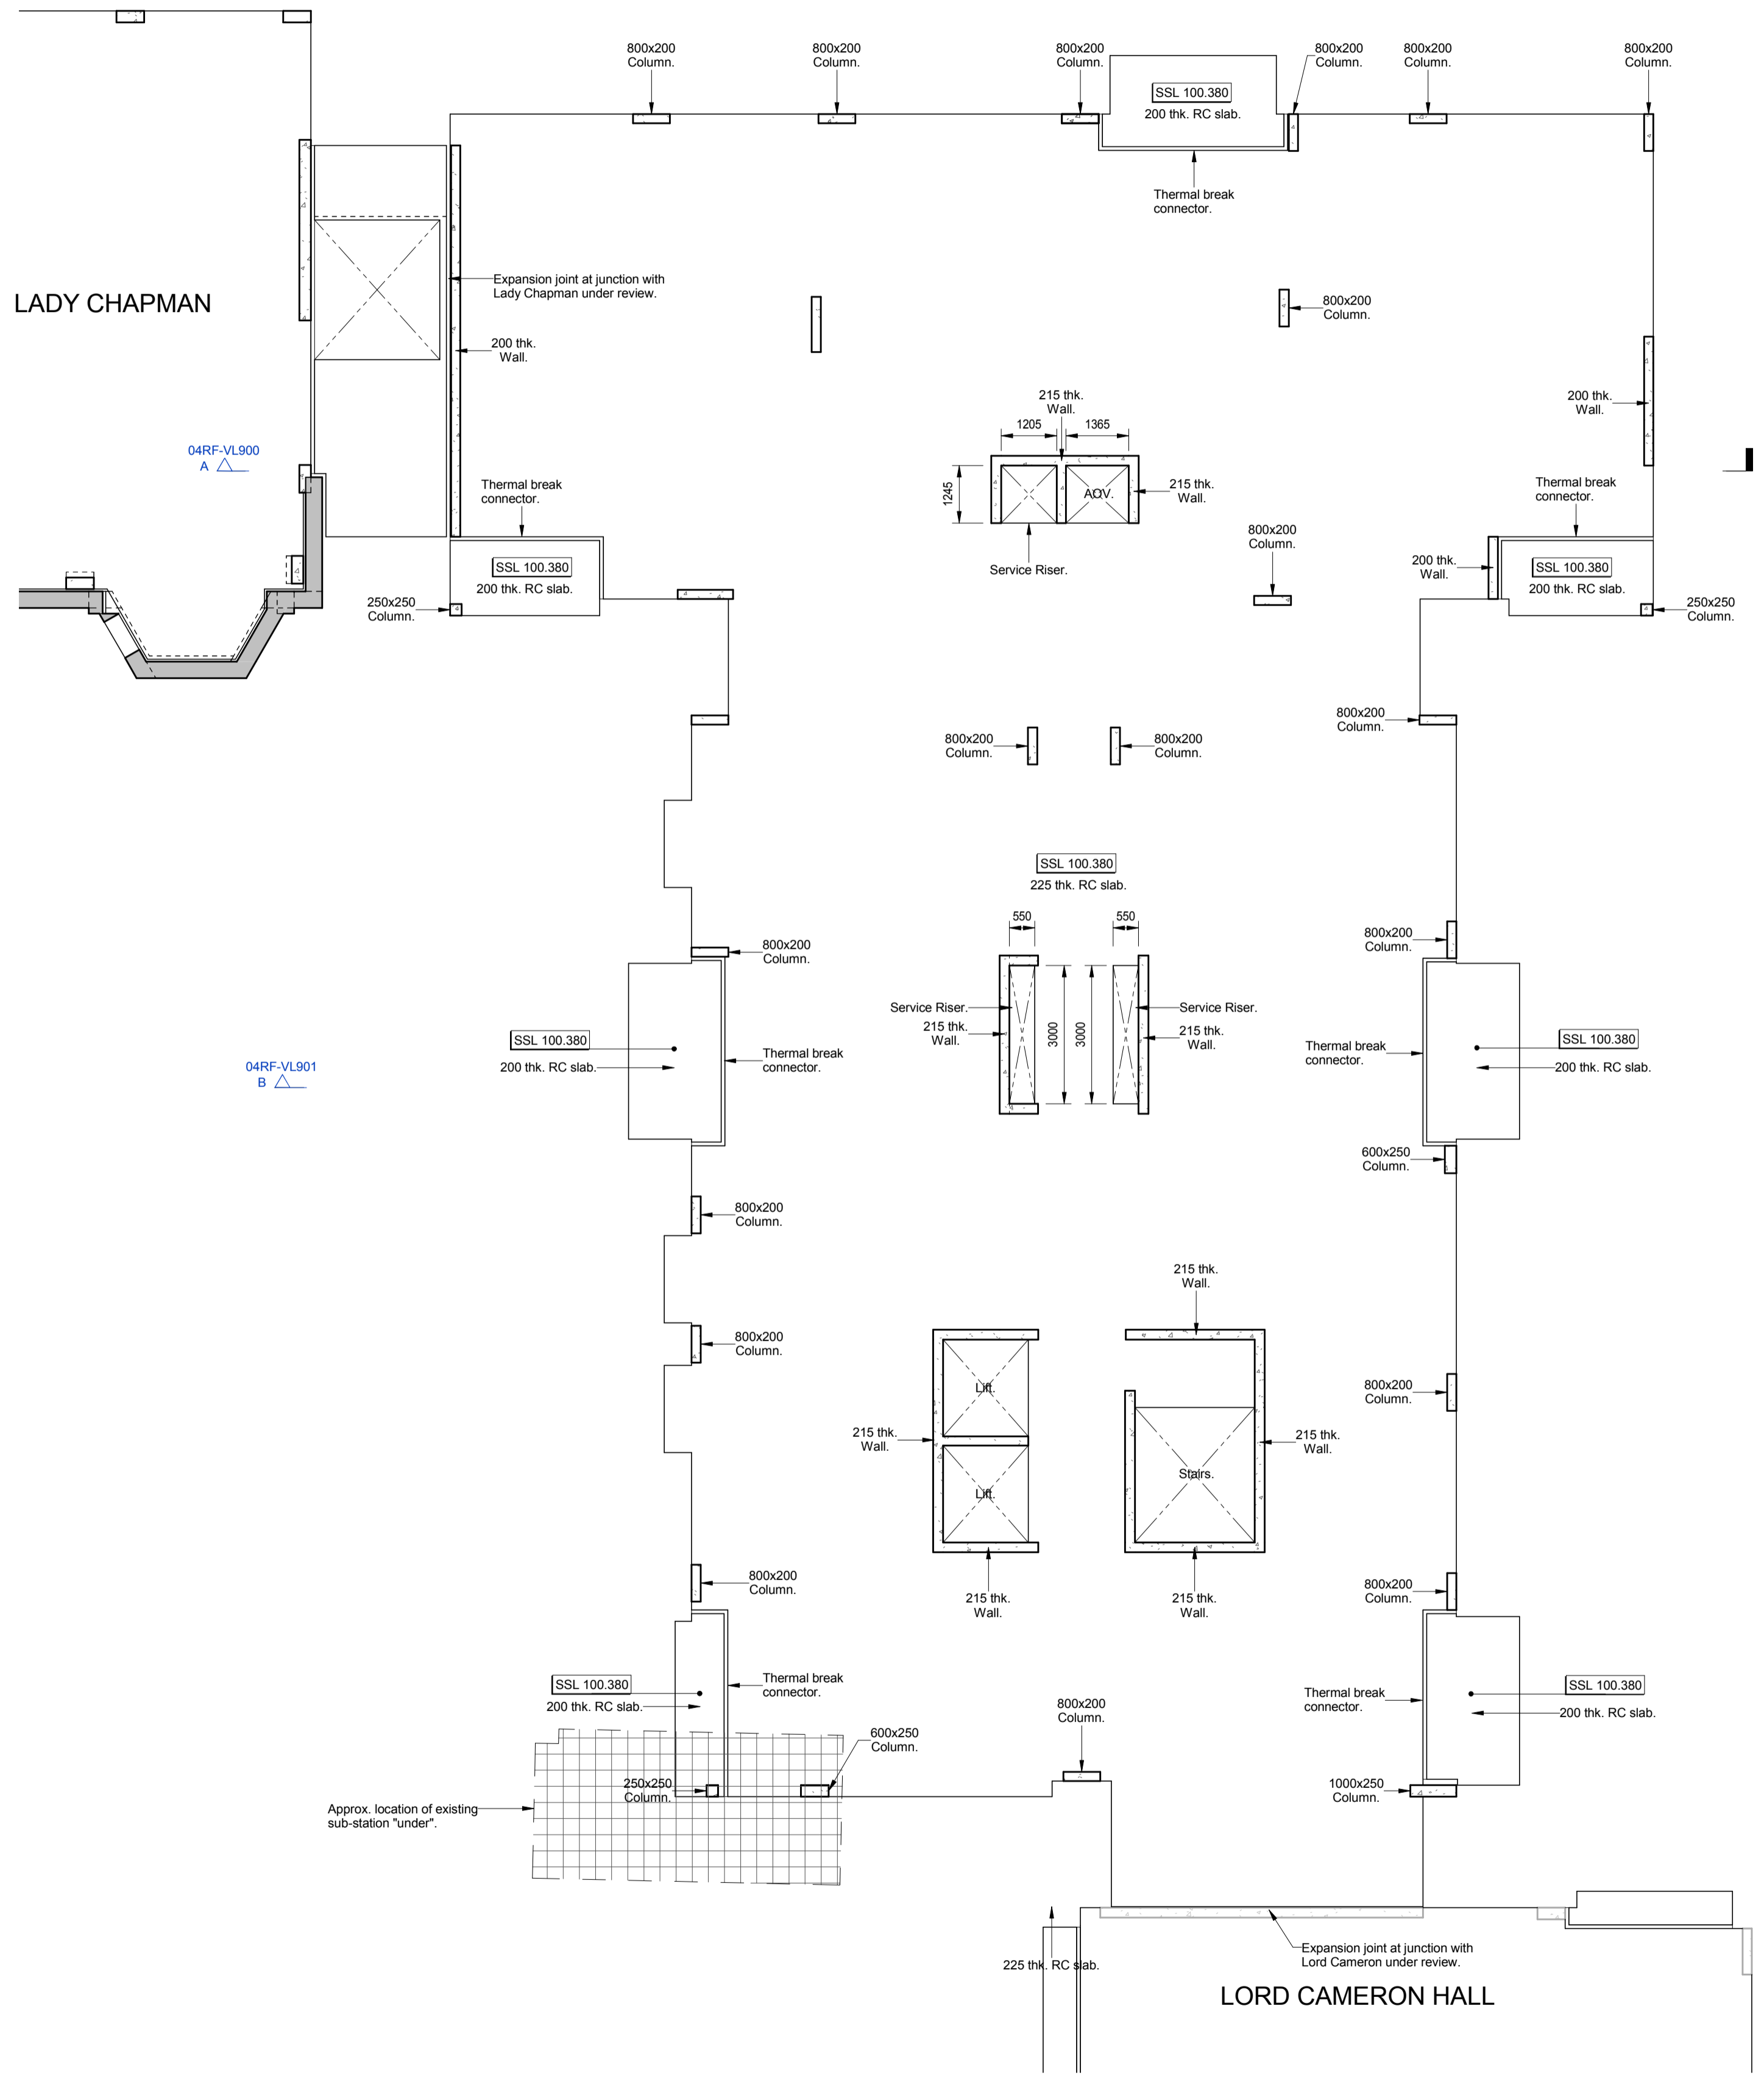 800x200
Column.
800x200
Column.
800x200
Column.
800x200
Column.
800x200
Column.
800x200
Column.
SSL 100.380
200 thk. RC slab.
Thermal break
connector.
Expansion joint at junction with
Lady Chapman under review.
LADY CHAPMAN
800x200
Column.
200 thk.
Wall.
215 thk.
Wall.
200 thk.
Wall.
1205
1365
04RF-VL900
A
1245
AOV.
215 thk.
Wall.
Thermal break
connector.
Thermal break
connector.
800x200
Column.
Service Riser.
SSL 100.380
200 thk. RC slab.
200 thk.
Wall.
SSL 100.380
200 thk. RC slab.
250x250
Column.
250x250
Column.
800x200
Column.
800x200
Column.
800x200
Column.
SSL 100.380
225 thk. RC slab.
550
550
800x200
Column.
800x200
Column.
Service Riser.
215 thk.
Wall.
3000
3000
Service Riser.
215 thk.
Wall.
SSL 100.380
200 thk. RC slab.
Thermal break
connector.
Thermal break
connector.
SSL 100.380
200 thk. RC slab.
04RF-VL901
B
600x250
Column.
800x200
Column.
215 thk.
Wall.
800x200
Column.
Lift.
800x200
Column.
215 thk.
Wall.
215 thk.
Wall.
Stairs.
Lift.
800x200
Column.
800x200
Column.
215 thk.
Wall.
215 thk.
Wall.
SSL 100.380
200 thk. RC slab.
Thermal break
connector.
Thermal break
connector.
SSL 100.380
200 thk. RC slab.
800x200
Column.
600x250
Column.
250x250
Column.
1000x250
Column.
Approx. location of existing
sub-station "under".
Expansion joint at junction with
Lord Cameron under review.
225 thk. RC slab.
LORD CAMERON HALL